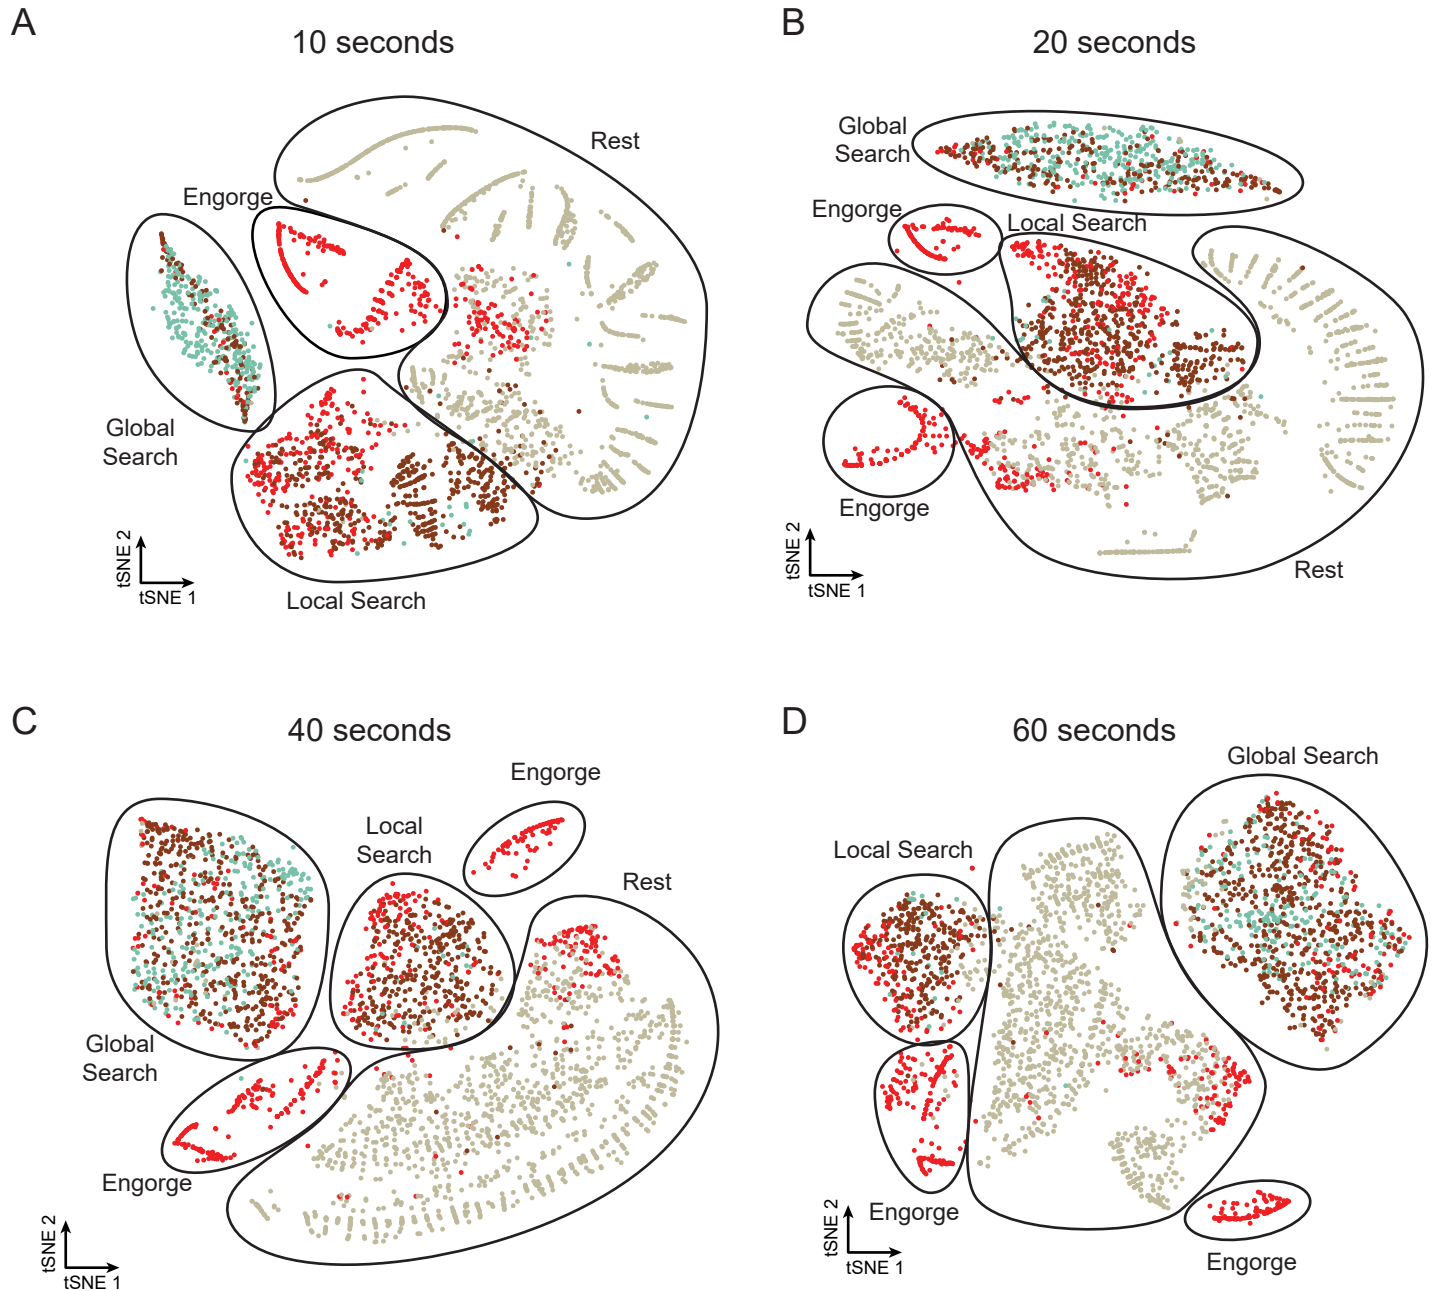 A
10 seconds
Rest
Engorge
Global
Search
Local Search
tSNE 2
tSNE 1
B
20 seconds
Global
Search
Engorge
Local Search
Engorge
Rest
tSNE 2
tSNE 1
C
40 seconds
Engorge
Local
Search
Rest
Global
Search
Engorge
tSNE 2
tSNE 1
D
60 seconds
Global Search
Local Search
Engorge
Engorge
tSNE 2
tSNE 1